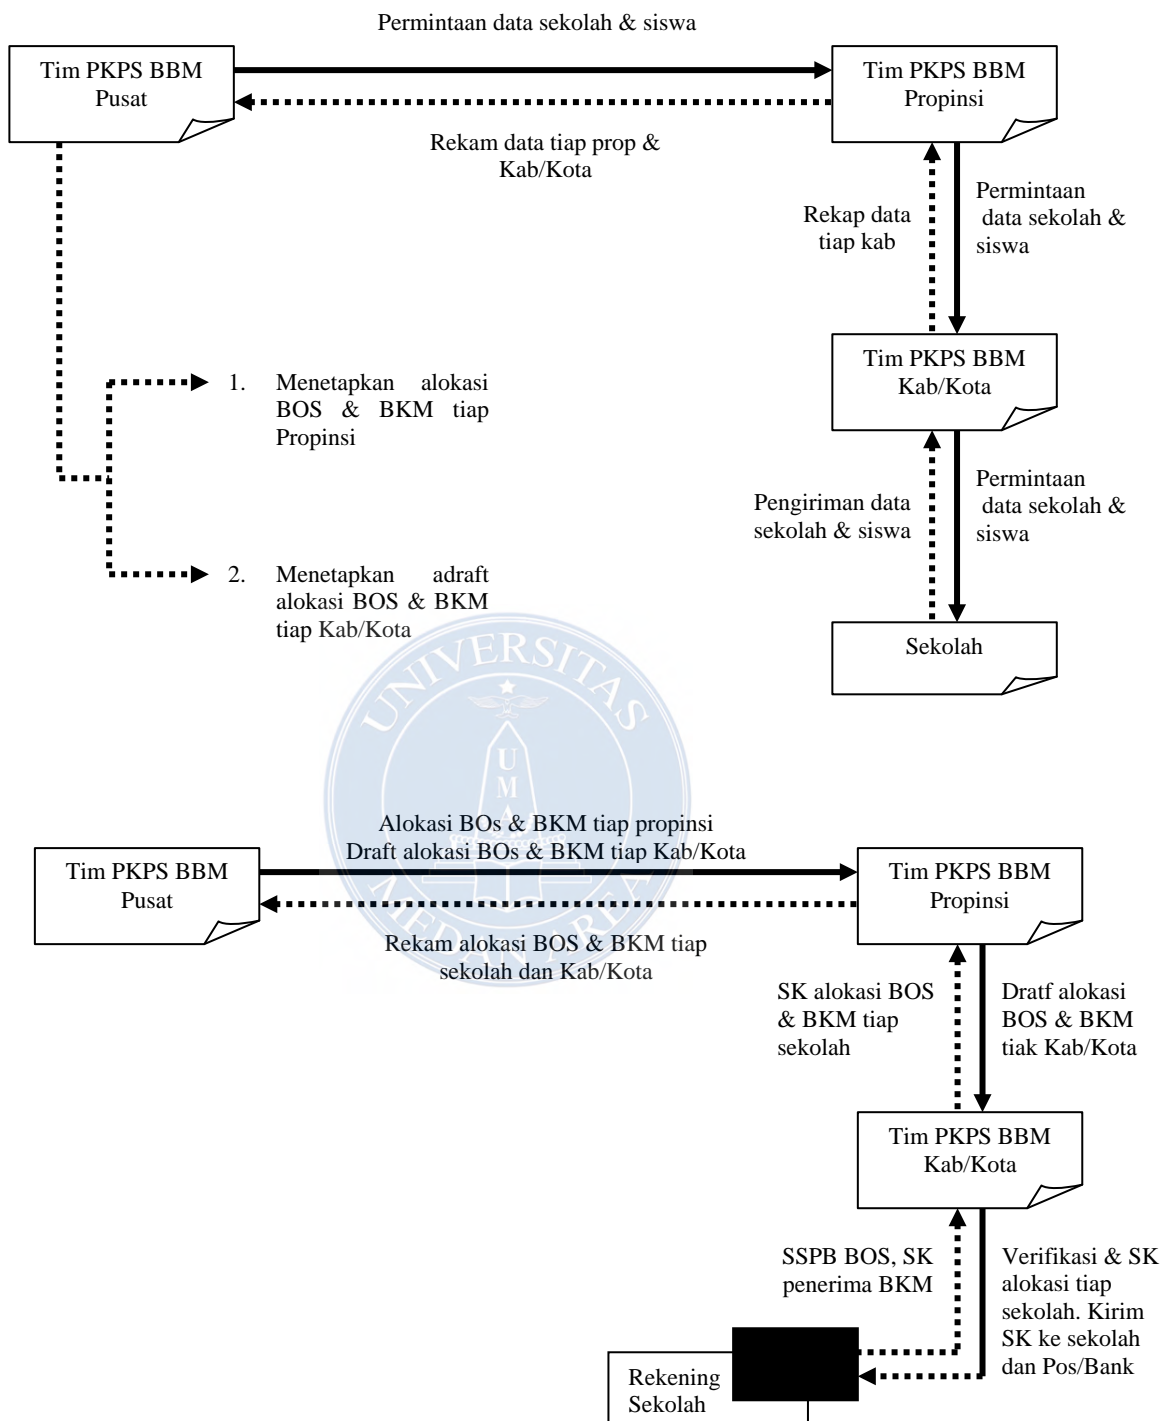 Permintaan data sekolah & siswa
Tim PKPS BBM
Pusat
Tim PKPS BBM
Propinsi
Rekam data tiap prop &
Kab/Kota
Rekap data
tiap kab
Permintaan
data sekolah &
siswa
Tim PKPS BBM
Kab/Kota
1. Menetapkan alokasi
BOS & BKM tiap
Propinsi
Pengiriman data
sekolah & siswa
Permintaan
data sekolah &
siswa
2. Menetapkan adraft
alokasi BOS & BKM
tiap Kab/Kota
Sekolah
UNIVERSITAS
MEDAN AREA
U
M
A
Alokasi BOs & BKM tiap propinsi
Draft alokasi BOs & BKM tiap Kab/Kota
Tim PKPS BBM
Pusat
Tim PKPS BBM
Propinsi
Rekam alokasi BOS & BKM tiap
sekolah dan Kab/Kota
SK alokasi BOS
& BKM tiap
sekolah
Dratf alokasi
BOS & BKM
tiak Kab/Kota
Tim PKPS BBM
Kab/Kota
SSPB BOS, SK
penerima BKM
Verifikasi & SK
alokasi tiap
sekolah. Kirim
SK ke sekolah
dan Pos/Bank
Rekening
Sekolah